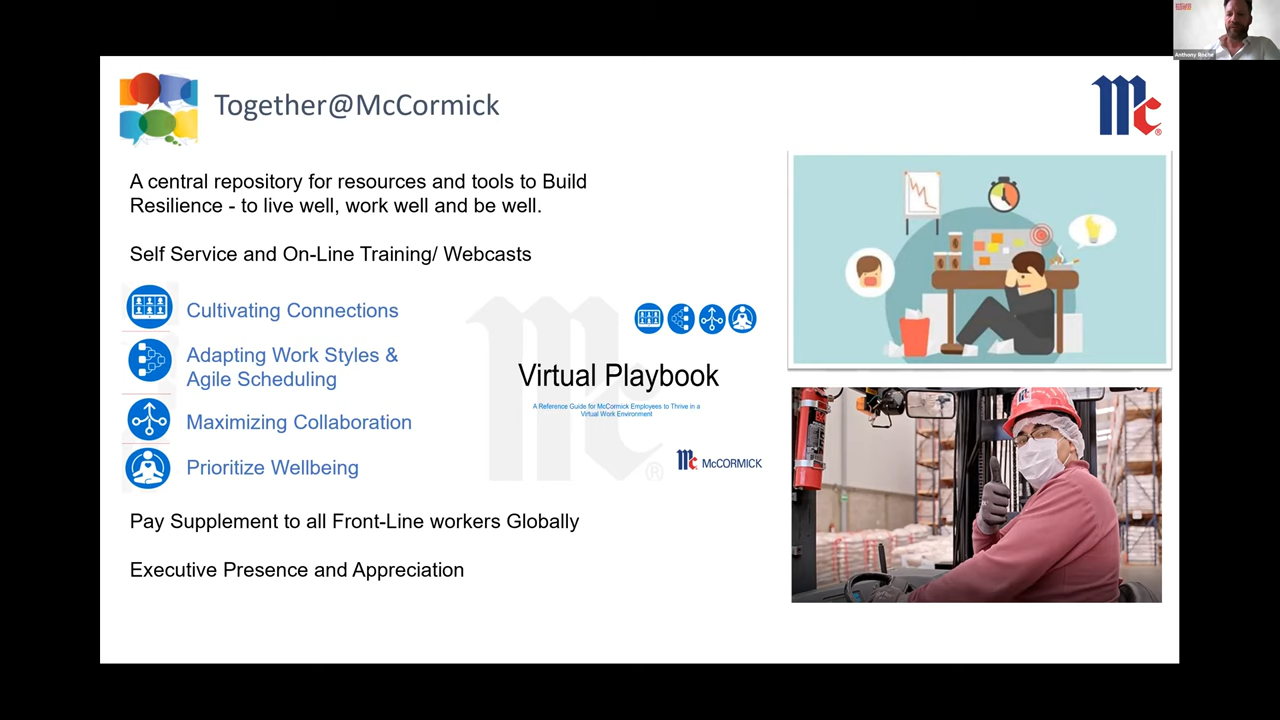 Together@McCormick
Mc®
A central repository for resources and tools to Build
Resilience - to live well, work well and be well.
Self Service and On-Line Training/ Webcasts
Cultivating Connections
Adapting Work Styles &
Agile Scheduling
Maximizing Collaboration
Prioritize Wellbeing
Virtual Playbook
A Reference Guide for McCormick Employees to Thrive in a
Virtual Work Environment
Mc McCORMICK
Pay Supplement to all Front-Line workers Globally
Executive Presence and Appreciation
Mc®
Anthony Roche